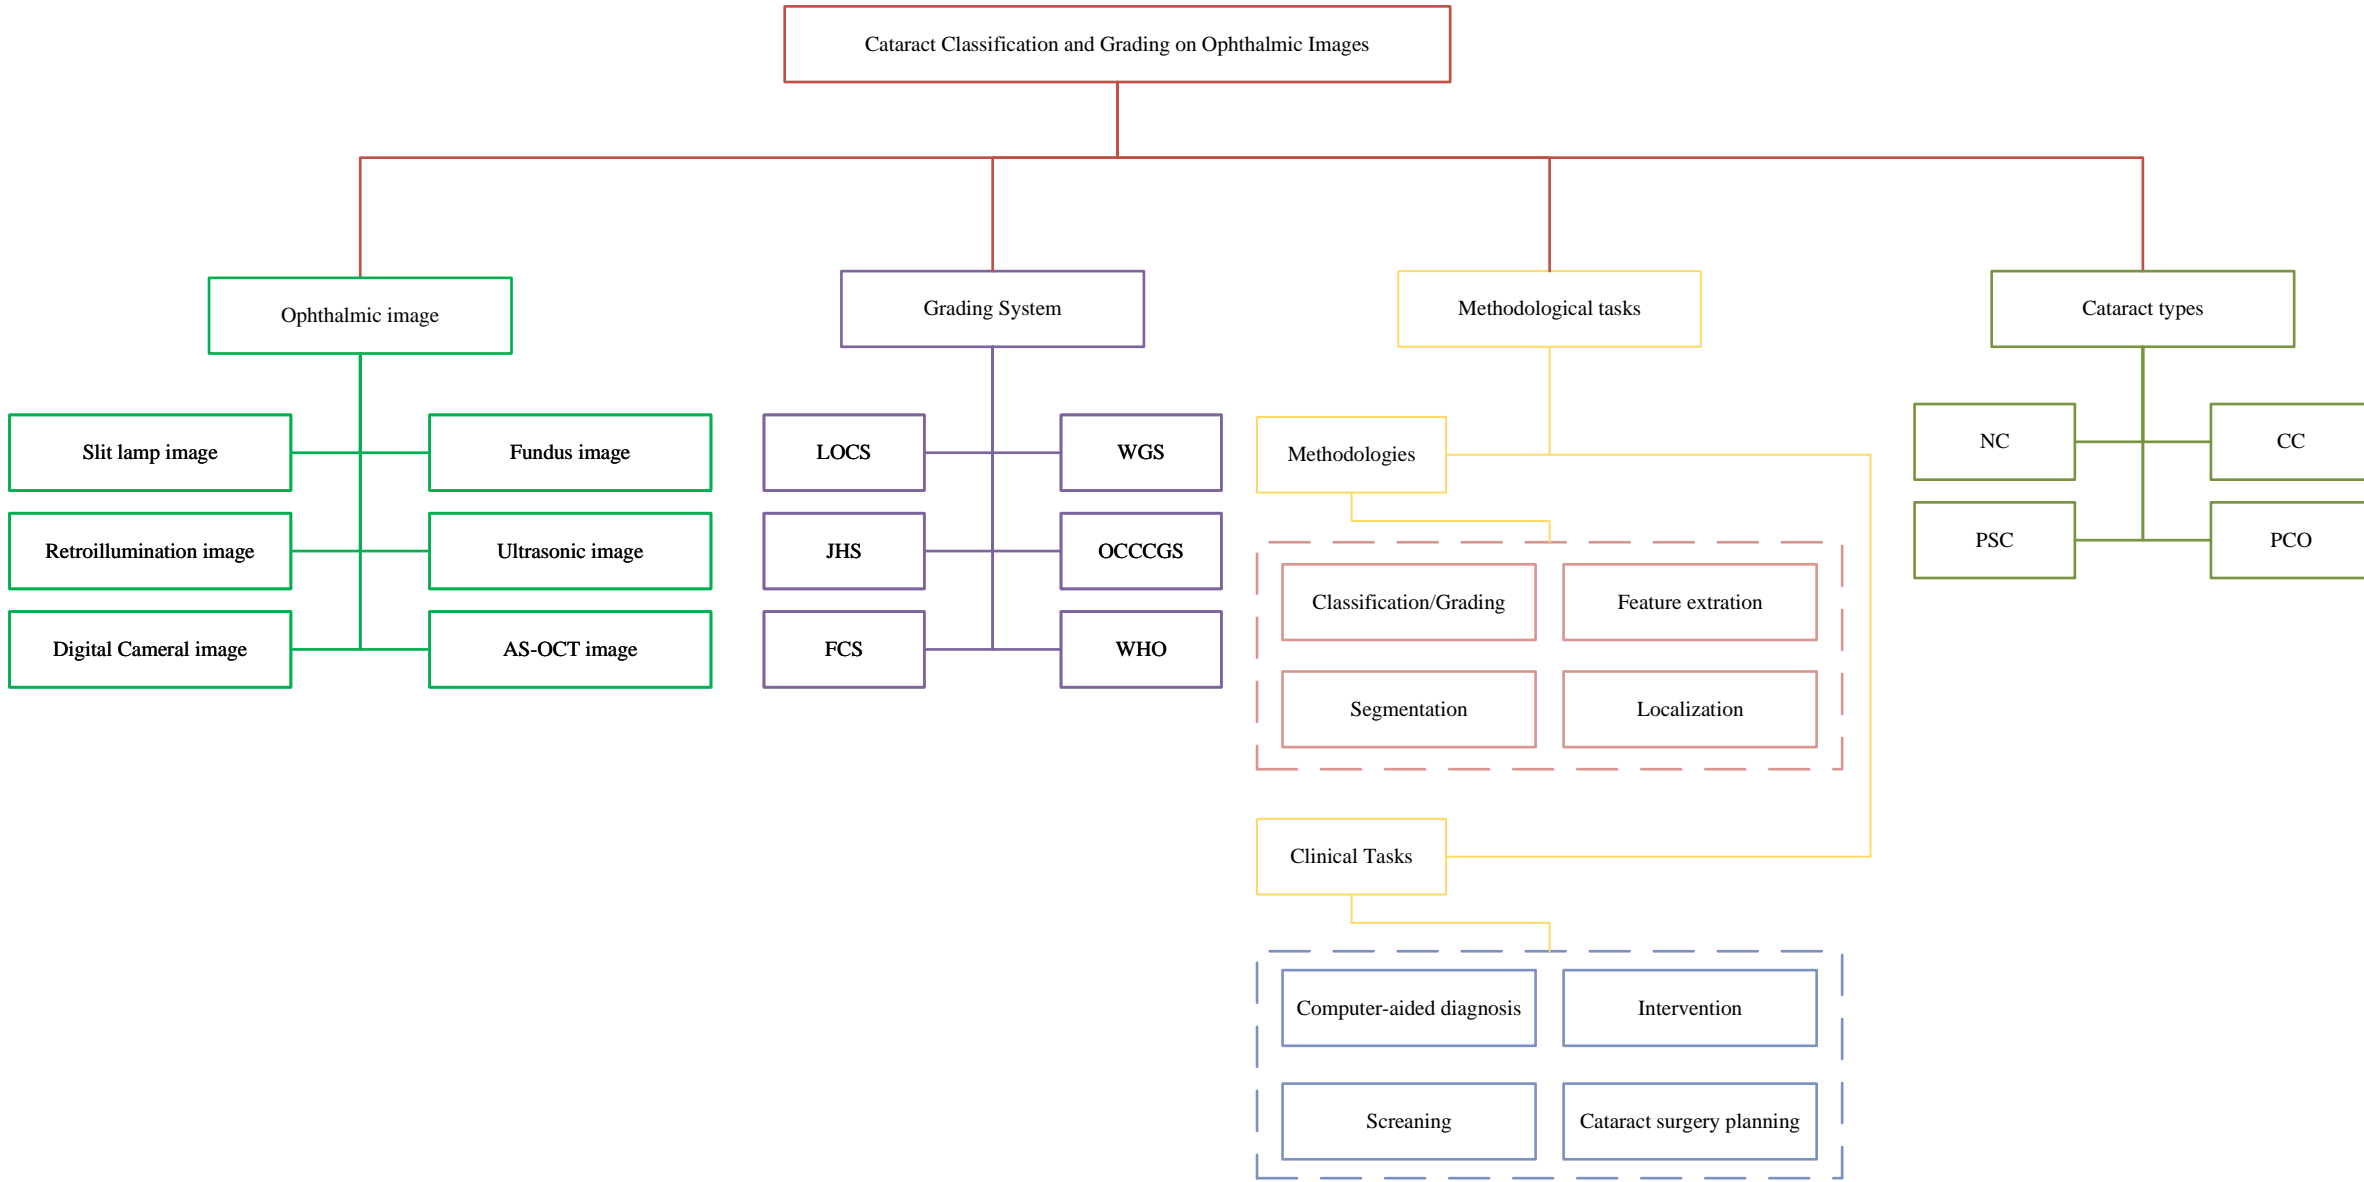 Cataract Classification and Grading on Ophthalmic Images
Ophthalmic image
Grading System
Methodological tasks
Cataract types
Slit lamp image
Fundus image
Retroillumination image
Ultrasonic image
Digital Cameral image
AS-OCT image
LOCS
WGS
JHS
OCCCGS
FCS
WHO
Methodologies
Classification/Grading
Feature extration
Segmentation
Localization
Clinical Tasks
Computer-aided diagnosis
Intervention
Screaning
Cataract surgery planning
NC
CC
PSC
PCO